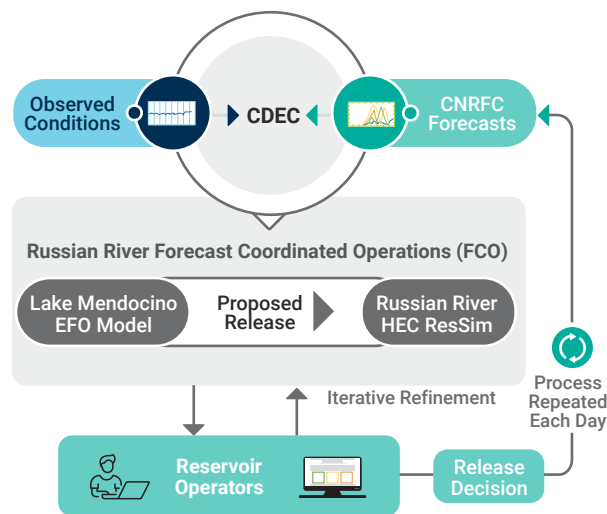 Observed
Conditions
CDEC
CNRFC
Forecasts
Russian River Forecast Coordinated Operations (FCO)
Lake Mendocino
EFO Model
Proposed
Release
Russian River
HEC ResSim
Iterative Refinement
Process
Repeated
Each Day
Reservoir
Operators
Release
Decision